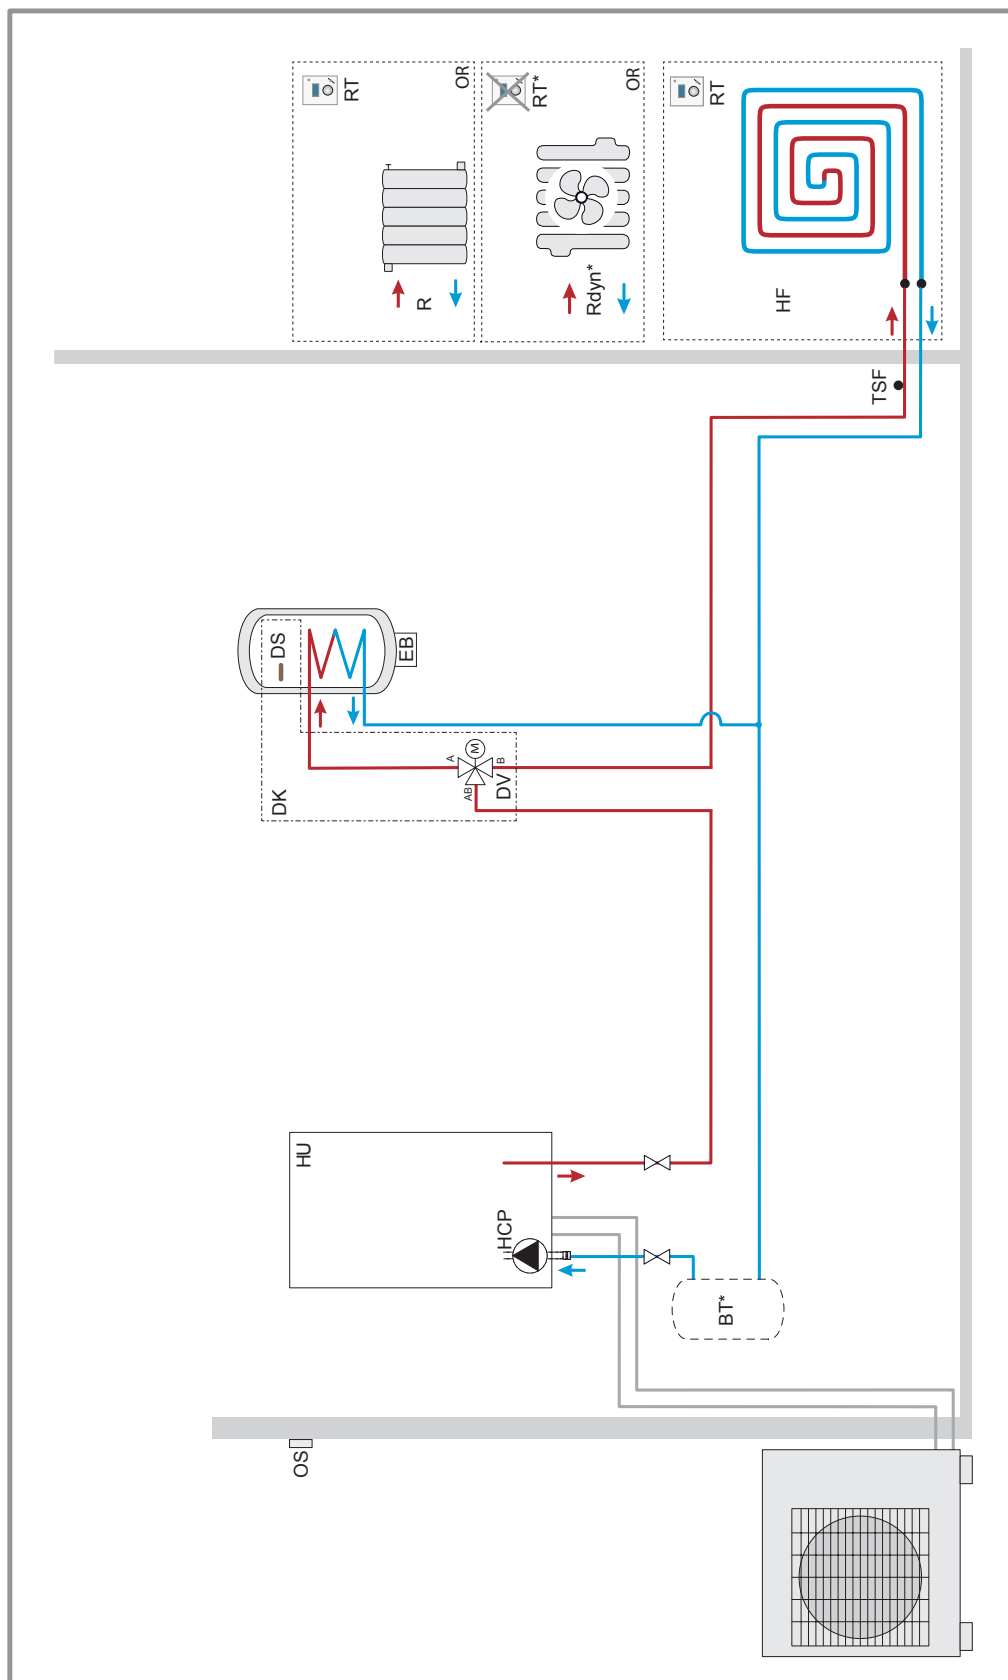 RT
OR
R
RT*
OR
Rdyn*
RT
HF
TSF
DS
EB
DK
A
M
B
AB
DV
HU
HCP
BT*
OS